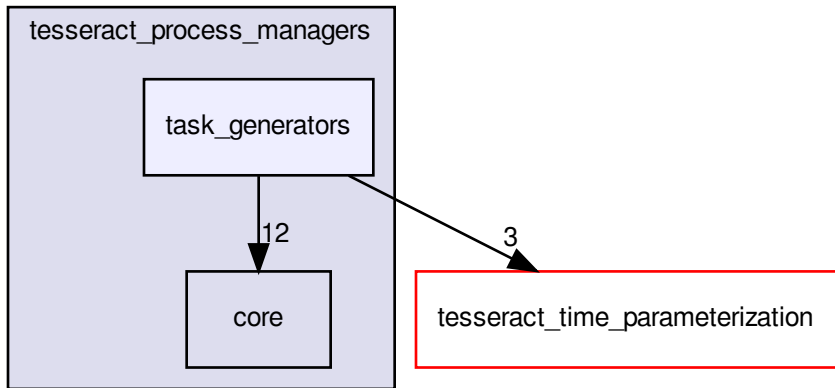 tesseract_process_managers
task_generators
12
3
core
tesseract_time_parameterization